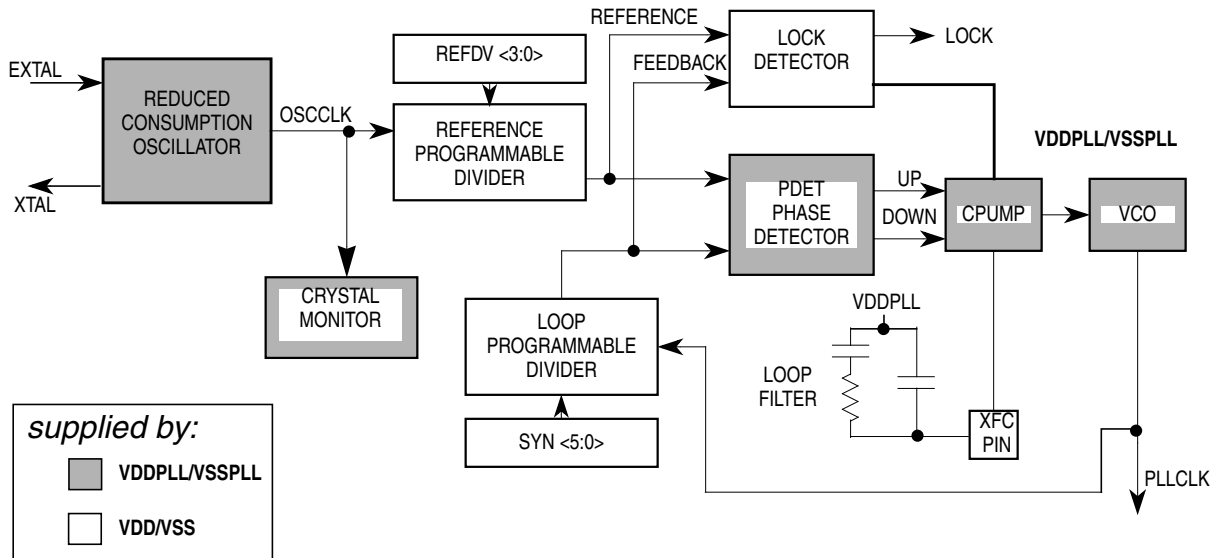 REFERENCE
LOCK
DETECTOR
LOCK
REFDV <3:0>
FEEDBACK
EXTAL
REDUCED
CONSUMPTION
OSCILLATOR
OSCCLK
REFERENCE
PROGRAMMABLE
DIVIDER
VDDPLL/VSSPLL
XTAL
PDET
PHASE
DETECTOR
UP
DOWN
CPUMP
VCO
CRYSTAL
MONITOR
LOOP
PROGRAMMABLE
DIVIDER
VDDPLL
LOOP
FILTER
XFC
PIN
SYN <5:0>
PLLCLK
supplied by:
VDDPLL/VSSPLL
VDD/VSS